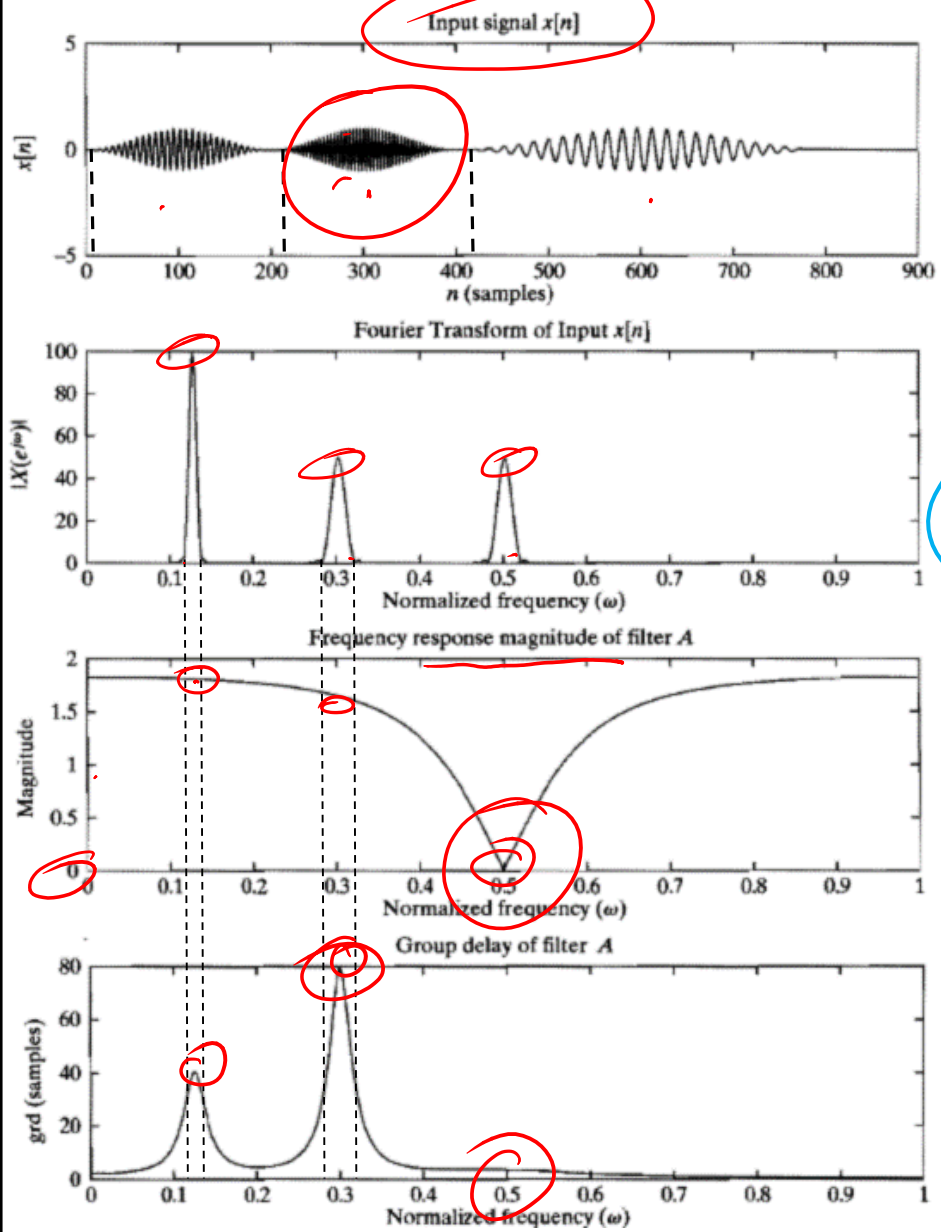 Input signal x[n]
5
0
−5
x[n]
0 100 200 300 400 500 600 700 800 900
n (samples)
Fourier Transform of Input x[n]
100
80
60
40
20
0
|X(e^{jω})|
0 0.1 0.2 0.3 0.4 0.5 0.6 0.7 0.8 0.9 1
Normalized frequency (ω)
Frequency response magnitude of filter A
2
1.5
1
0.5
0
Magnitude
0 0.1 0.2 0.3 0.4 0.5 0.6 0.7 0.8 0.9 1
Normalized frequency (ω)
Group delay of filter A
80
60
40
20
0
grd (samples)
0 0.1 0.2 0.3 0.4 0.5 0.6 0.7 0.8 0.9 1
Normalized frequency (ω)